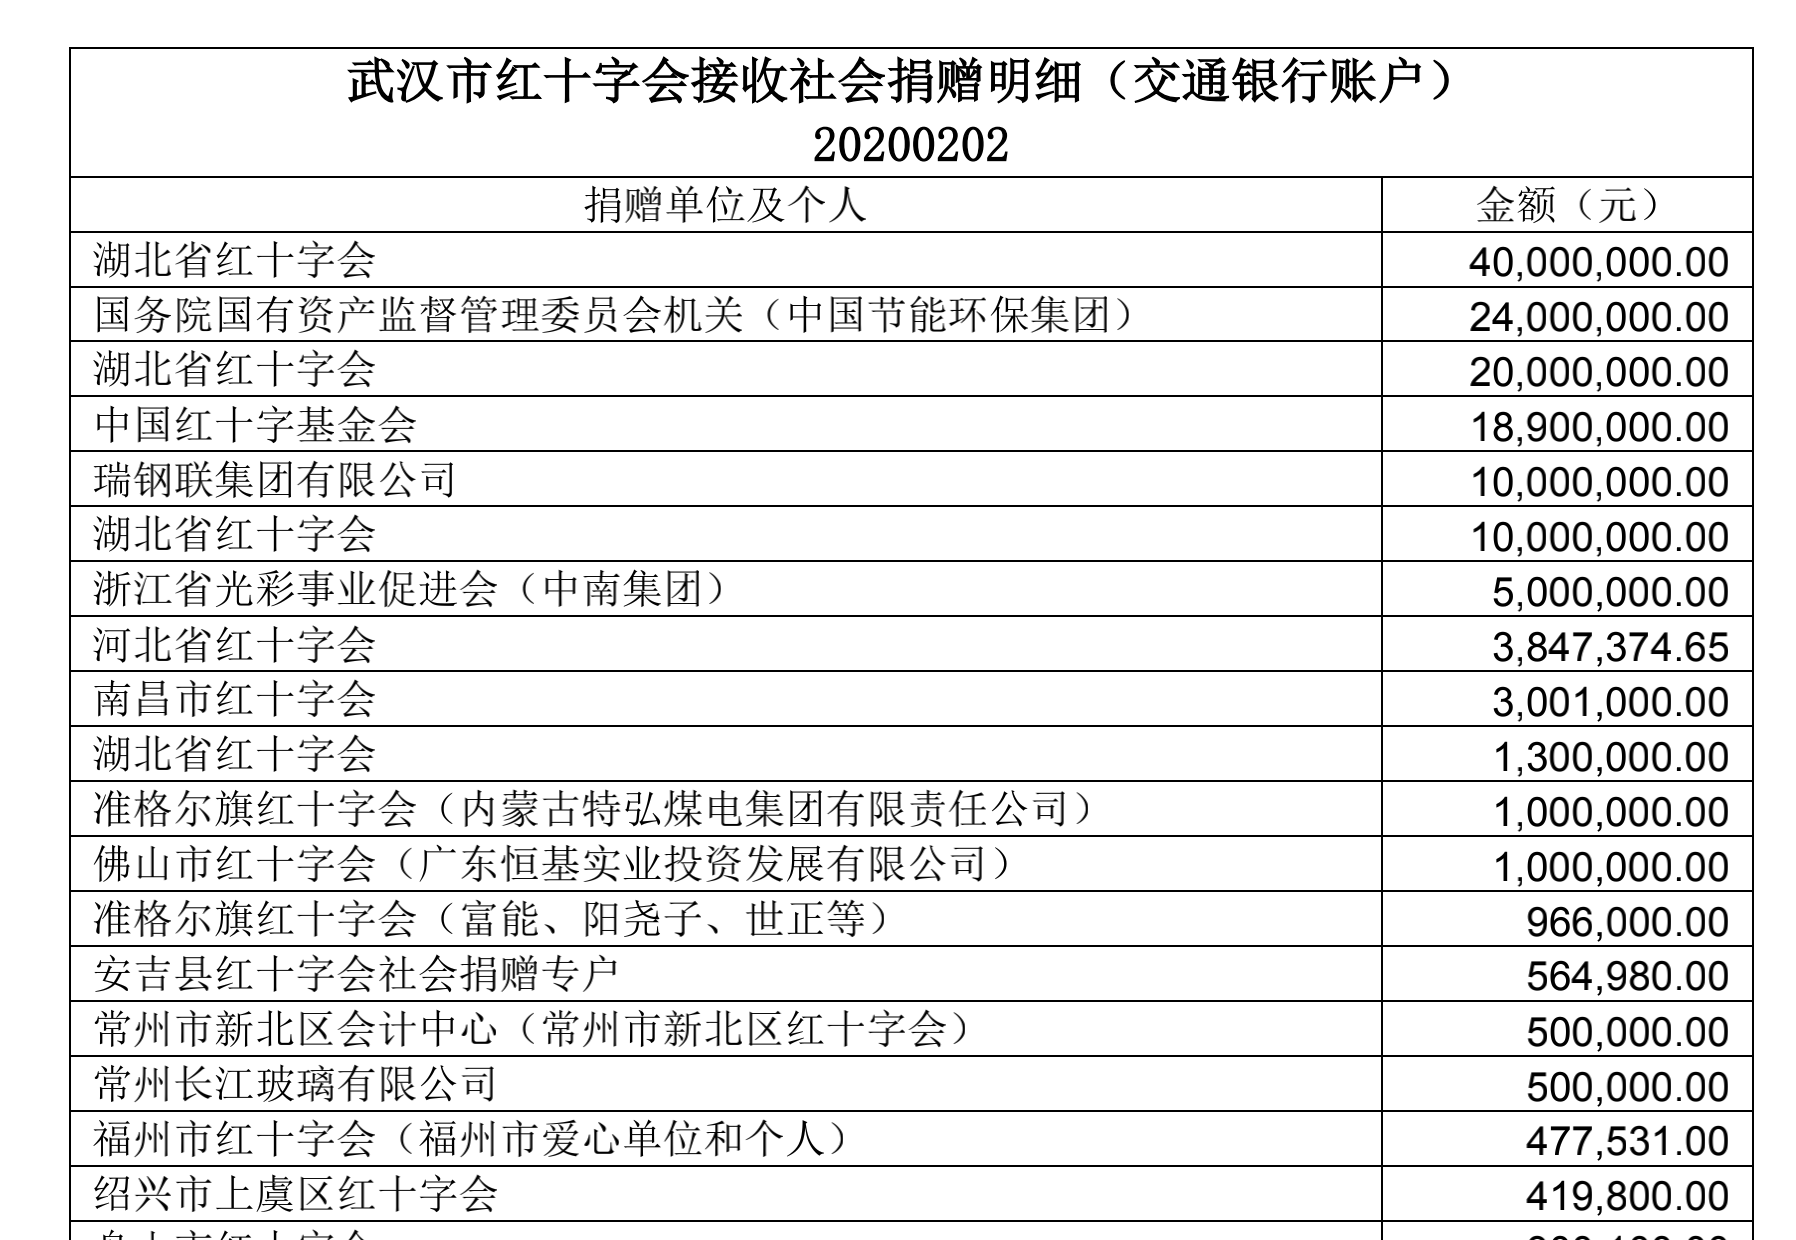 武汉市红十字会接收社会捐赠明细（交通银行账户）
20200202
捐赠单位及个人 金额（元）
湖北省红十字会 40,000,000.00
国务院国有资产监督管理委员会机关（中国节能环保集团） 24,000,000.00
湖北省红十字会 20,000,000.00
中国红十字基金会 18,900,000.00
瑞钢联集团有限公司 10,000,000.00
湖北省红十字会 10,000,000.00
浙江省光彩事业促进会（中南集团） 5,000,000.00
河北省红十字会 3,847,374.65
南昌市红十字会 3,001,000.00
湖北省红十字会 1,300,000.00
准格尔旗红十字会（内蒙古特弘煤电集团有限责任公司） 1,000,000.00
佛山市红十字会（广东恒基实业投资发展有限公司） 1,000,000.00
准格尔旗红十字会（富能、阳尧子、世正等） 966,000.00
安吉县红十字会社会捐赠专户 564,980.00
常州市新北区会计中心（常州市新北区红十字会） 500,000.00
常州长江玻璃有限公司 500,000.00
福州市红十字会（福州市爱心单位和个人） 477,531.00
绍兴市上虞区红十字会 419,800.00